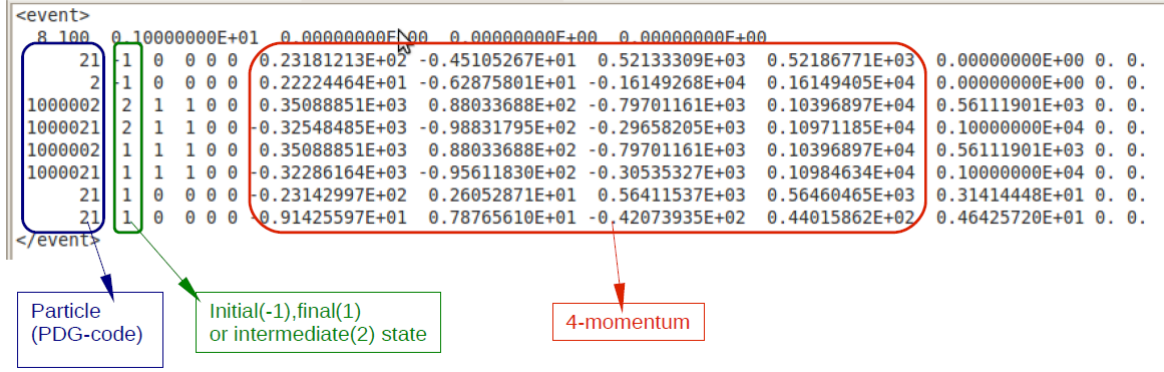 <event>
8 100 0.10000000E+01 0.00000000E+00 0.00000000E+00 0.00000000E+00
21 -1 0 0 0 0 0.23181213E+02 -0.45105267E+01 0.52133309E+03 0.52186771E+03 0.00000000E+00 0. 0.
2 -1 0 0 0 0 0.22224464E+01 -0.62875801E+01 -0.16149268E+04 0.16149405E+04 0.00000000E+00 0. 0.
1000002 2 1 1 0 0 0.35088851E+03 0.88033688E+02 -0.79701161E+03 0.10396897E+04 0.56111901E+03 0. 0.
1000021 2 1 1 0 0 -0.32548485E+03 -0.98831795E+02 -0.29658205E+03 0.10971185E+04 0.10000000E+04 0. 0.
1000002 1 1 1 0 0 0.35088851E+03 0.88033688E+02 -0.79701161E+03 0.10396897E+04 0.56111901E+03 0. 0.
1000021 1 1 1 0 0 -0.32286164E+03 -0.95611830E+02 -0.30535327E+03 0.10984634E+04 0.10000000E+04 0. 0.
21 1 0 0 0 0 -0.23142997E+02 0.26052871E+01 0.56411537E+03 0.56460465E+03 0.31414448E+01 0. 0.
21 1 0 0 0 0 -0.91425597E+01 0.78765610E+01 -0.42073935E+02 0.44015862E+02 0.46425720E+01 0. 0.
</event>
Particle
(PDG-code)
Initial(-1),final(1)
or intermediate(2) state
4-momentum